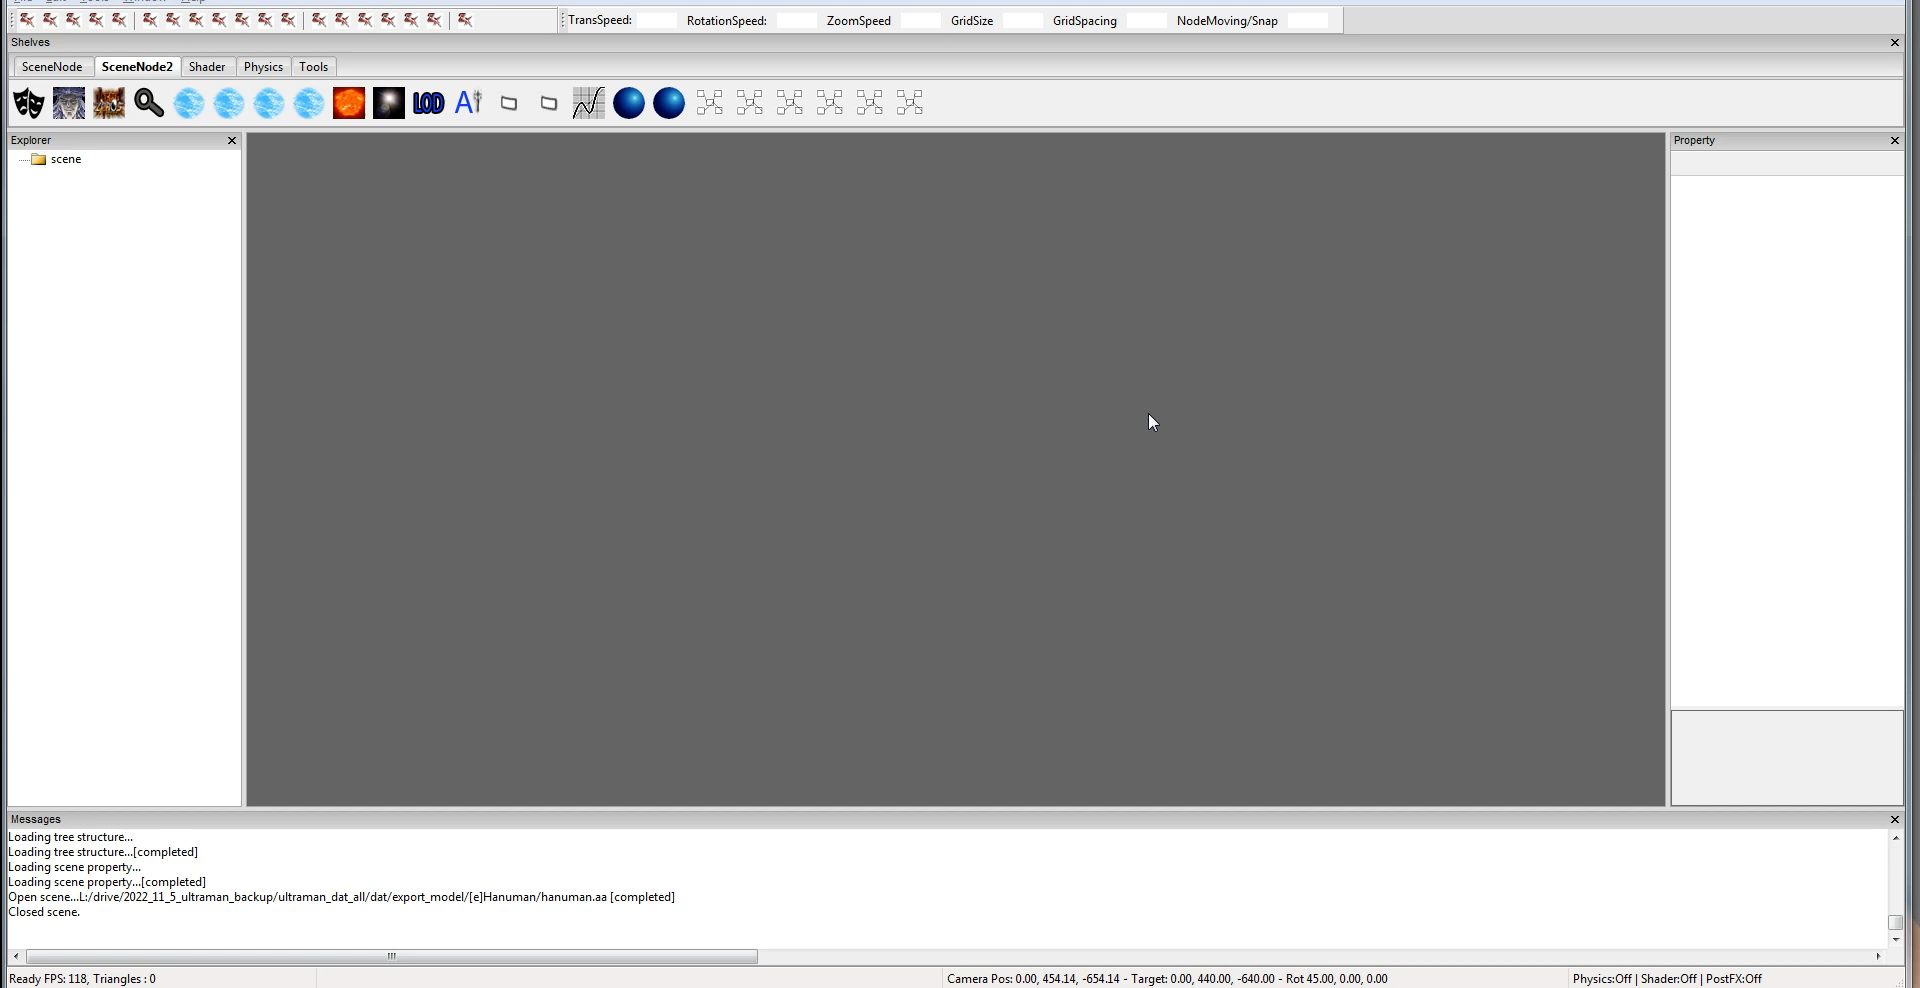 TransSpeed: RotationSpeed: ZoomSpeed GridSize GridSpacing NodeMoving/Snap
Shelves
SceneNode SceneNode2 Shader Physics Tools
LOD A
Explorer
Property
scene
Messages
Loading tree structure...
Loading tree structure...[completed]
Loading scene property...
Loading scene property...[completed]
Open scene...L:/drive/2022_11_5_ultraman_backup/ultraman_dat_all/dat/export_model/[e]Hanuman/hanuman.aa [completed]
Closed scene.
Ready FPS: 118, Triangles : 0
Camera Pos: 0.00, 454.14, -654.14 - Target: 0.00, 440.00, -640.00 - Rot 45.00, 0.00, 0.00
Physics:Off | Shader:Off | PostFX:Off